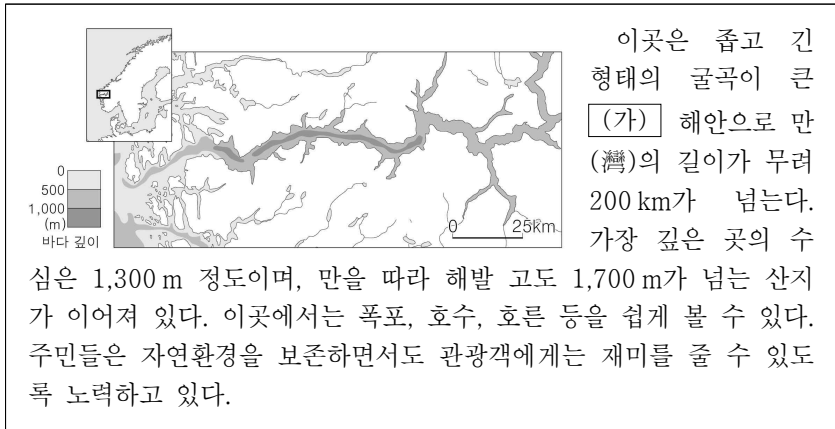 이곳은 좁고 긴
형태의 굴곡이 큰
(가) 해안으로 만
(灣)의 길이가 무려
200 km가 넘는다.
가장 깊은 곳의 수
심은 1,300 m 정도이며, 만을 따라 해발 고도 1,700 m가 넘는 산지
가 이어져 있다. 이곳에서는 폭포, 호수, 호른 등을 쉽게 볼 수 있다.
주민들은 자연환경을 보존하면서도 관광객에게는 재미를 줄 수 있도
록 노력하고 있다.
0
500
1,000
(m)
바다 깊이
0 25km